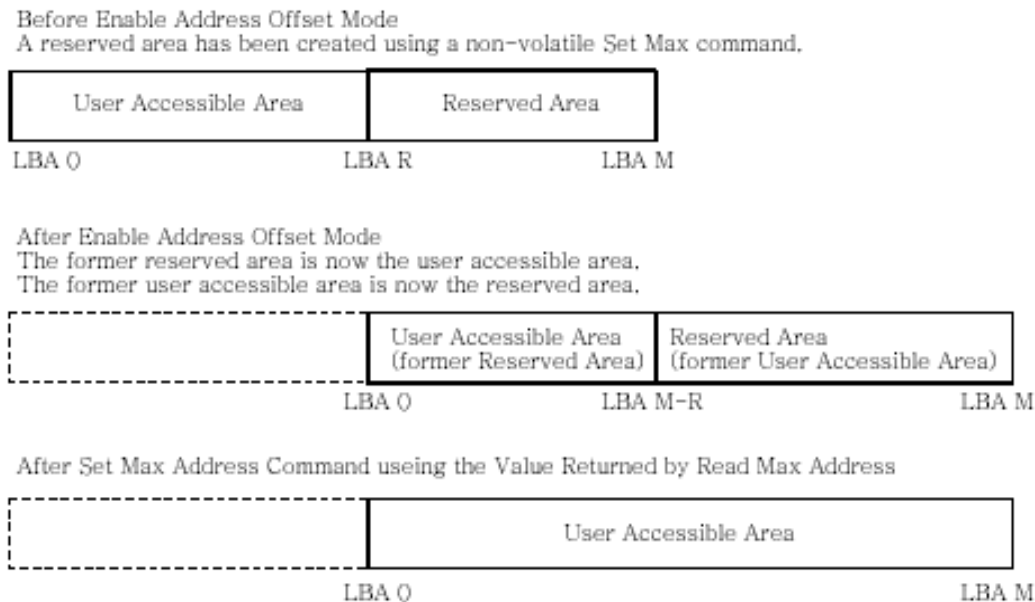 Before Enable Address Offset Mode
A reserved area has been created using a non-volatile Set Max command.
User Accessible Area
Reserved Area
LBA 0
LBA R
LBA M
After Enable Address Offset Mode
The former reserved area is now the user accessible area.
The former user accessible area is now the reserved area.
User Accessible Area
(former Reserved Area)
Reserved Area
(former User Accessible Area)
LBA 0
LBA M-R
LBA M
After Set Max Address Command useing the Value Returned by Read Max Address
User Accessible Area
LBA 0
LBA M